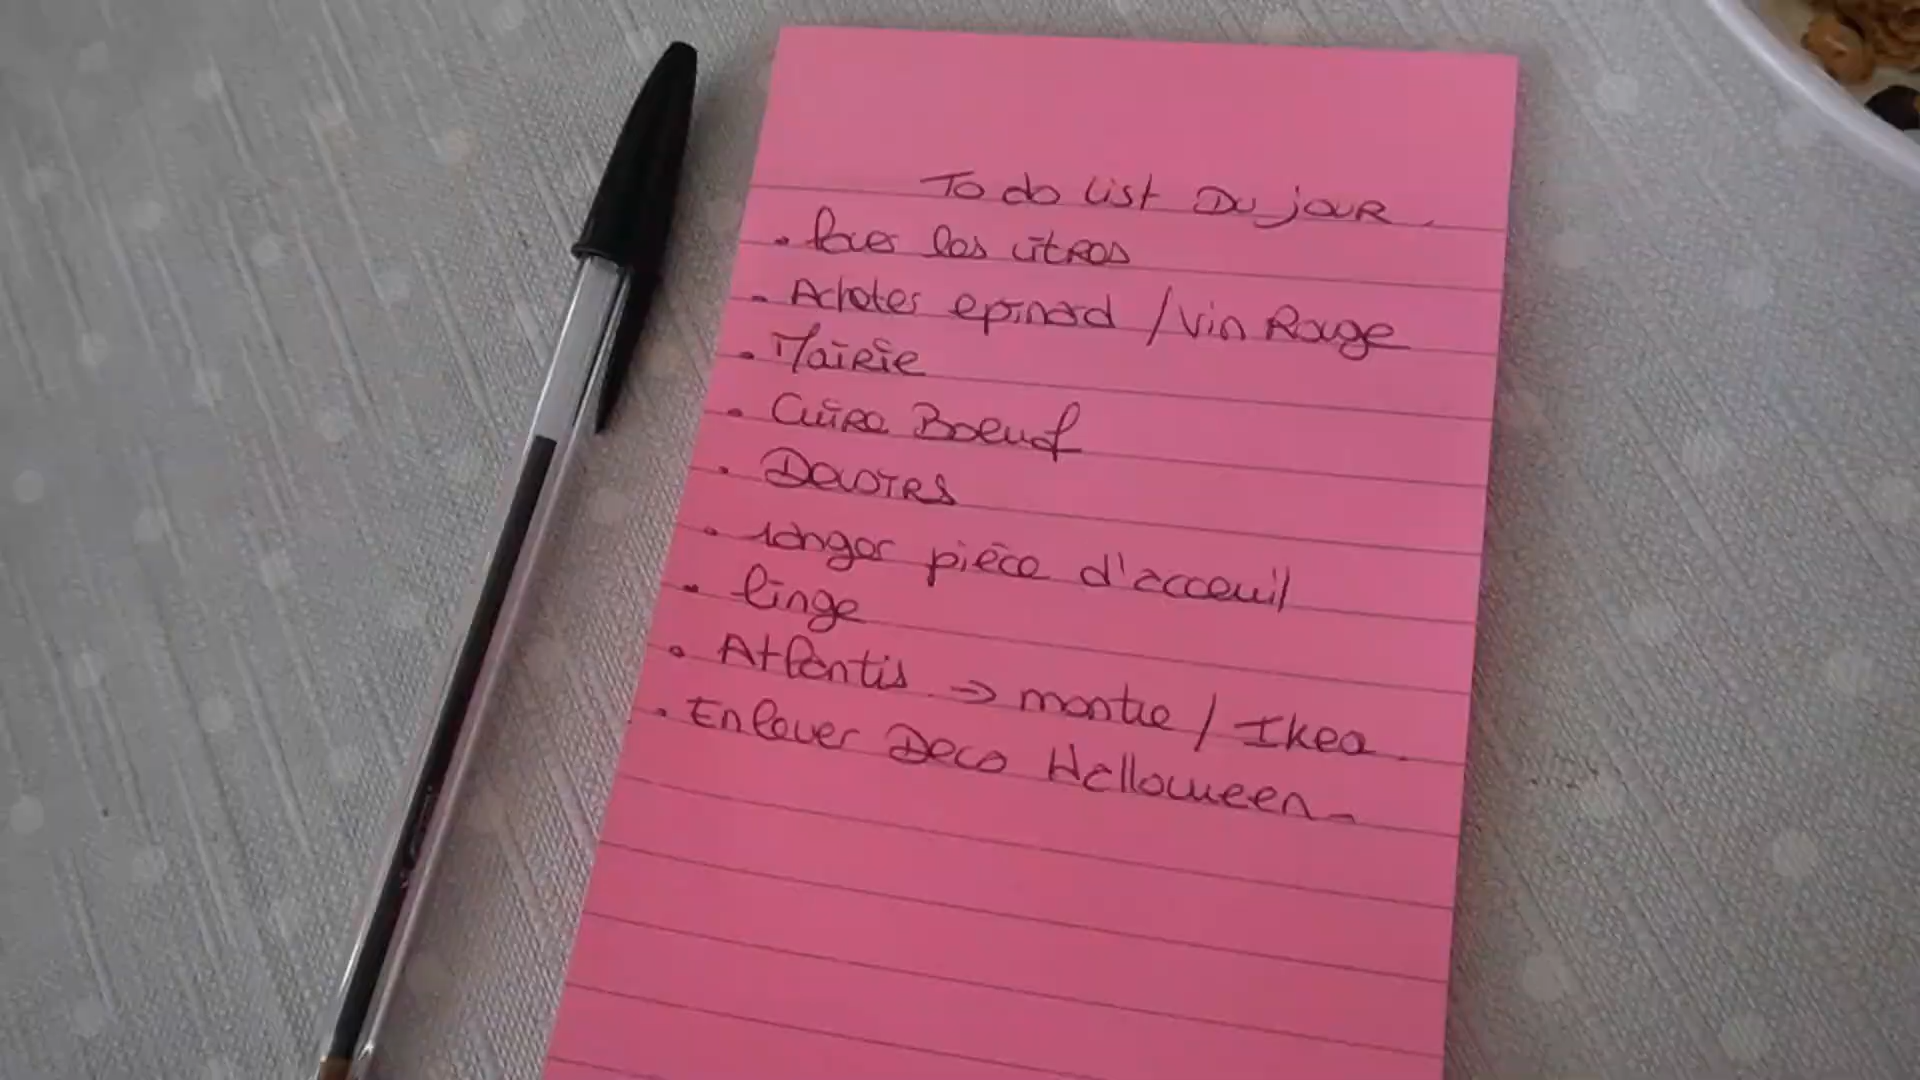 To do list Du jour.
. laver les vitres
. Acheter epinard / Vin Rouge
. Mairie
. Cuire Boeuf
. Devoirs
. ranger pièce d'acceuil
. linge
. Atlantis -> montre / Ikea.
. Enlever Deco Halloween -